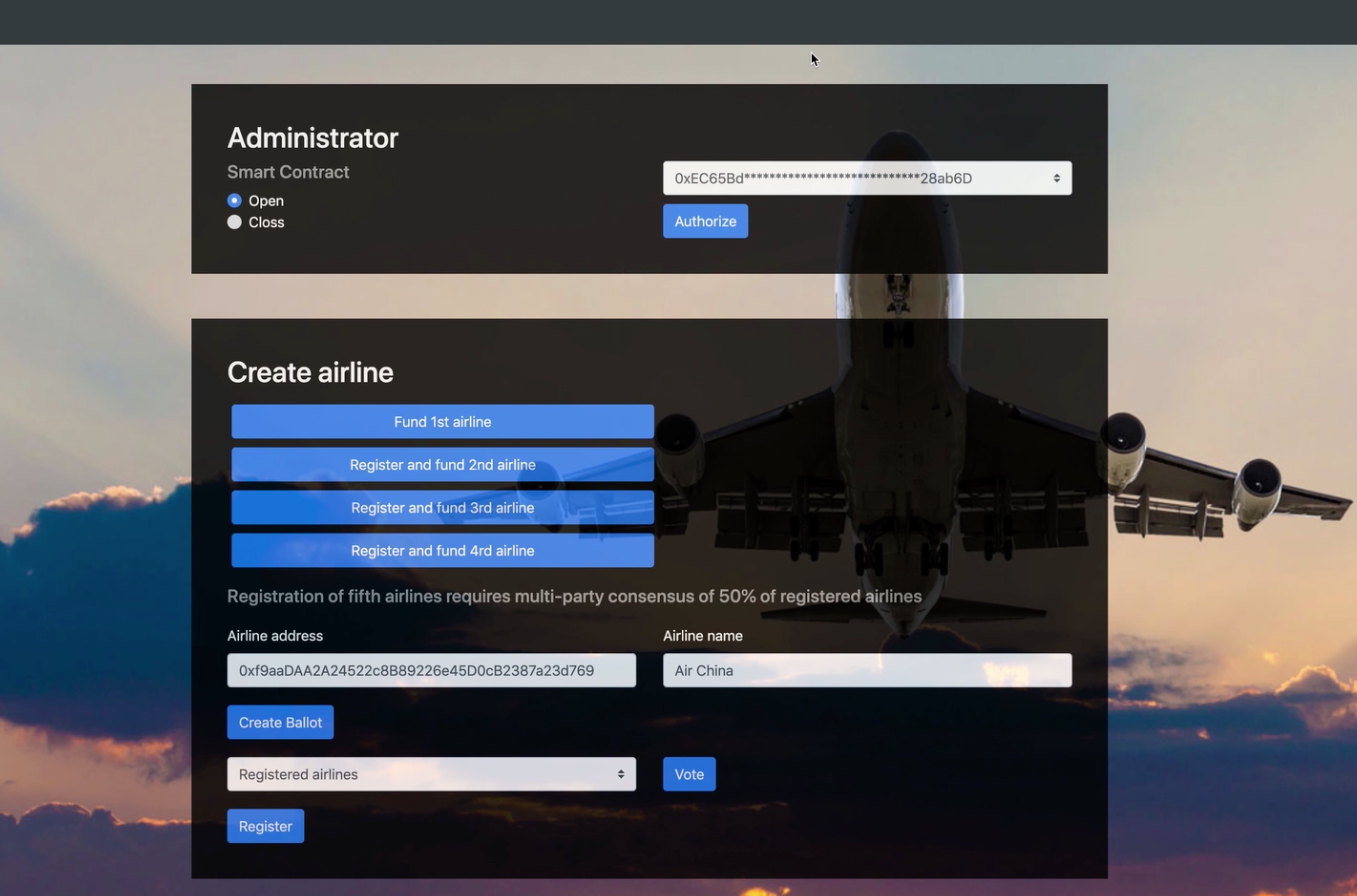 Administrator
Smart Contract
Open
Closs
0xEC65Bd****************************28ab6D
Authorize
Create airline
Fund 1st airline
Register and fund 2nd airline
Register and fund 3rd airline
Register and fund 4rd airline
Registration of fifth airlines requires multi-party consensus of 50% of registered airlines
Airline address
Airline name
0xf9aaDAA2A24522c8B89226e45D0cB2387a23d769
Air China
Create Ballot
Registered airlines
Vote
Register